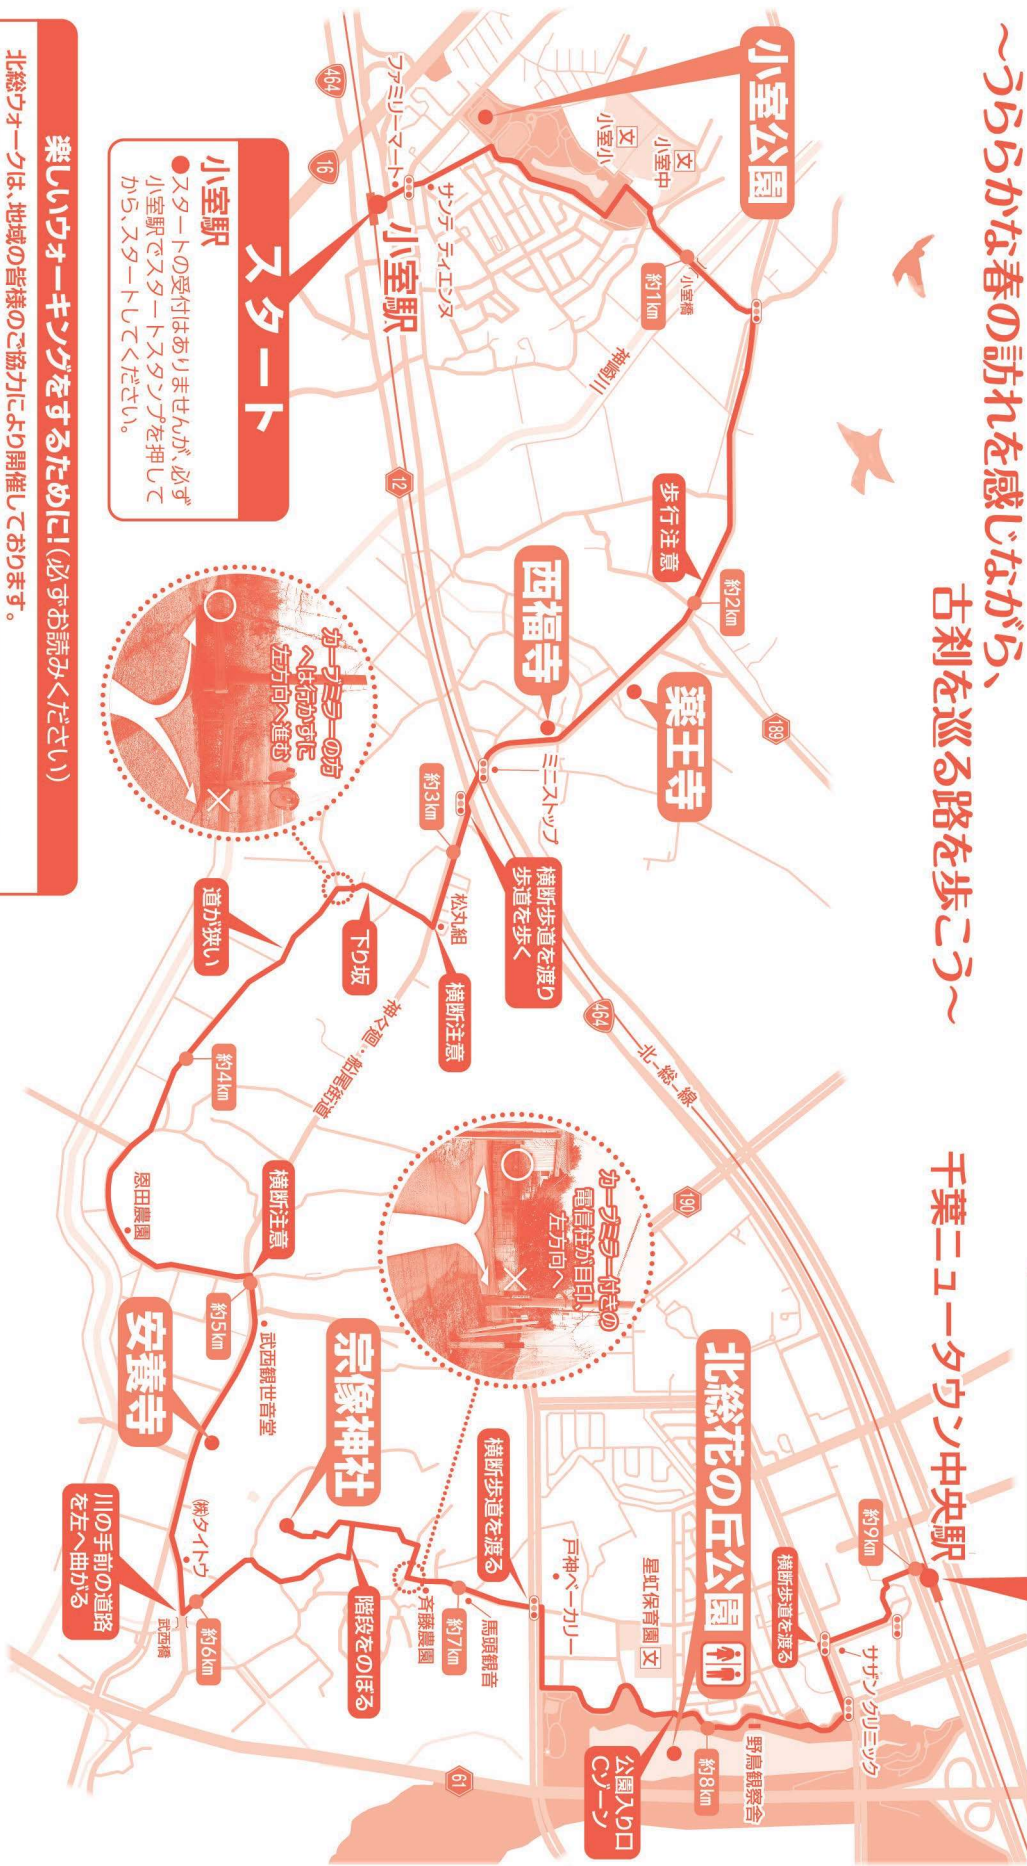 ～うららかな春の訪れを感じながら、
古刹を巡る路を歩こう～
小室公園
文
小室中
文
小室小
464
ファミリーマート
16
サンテ ティエンヌ
小室駅
スタート
小室駅
●スタートの受付はありませんが、必ず
小室駅でスタートスタンプを押して
から、スタートしてください。
小室橋
約1km
神崎川
12
歩行注意
約2km
189
薬王寺
西福寺
ミニストップ
横断歩道を渡り
歩道を歩く
約3km
松丸組
横断注意
下り坂
道が狭い
カーブミラーの方
へは行かずに
左方向へ進む
464
北総線
神々廻・船尾街道
約4km
恩田農園
横断注意
約5km
武西観世音堂
安養寺
㈱タイトウ
川の手前の道路
を左へ曲がる
武西橋
約6km
宗像神社
階段をのぼる
斉藤農園
約7km
馬頭観音
カーブミラー付きの
電信柱が目印、
左方向へ
190
横断歩道を渡る
戸神ベーカリー
星虹保育園
文
北総花の丘公園
公園入り口
Cゾーン
約8km
野鳥観察舎
61
サザンクリニック
横断歩道を渡る
約9km
千葉ニュータウン中央駅
楽しいウォーキングをするために!(必ずお読みください)
北総ウォークは、地域の皆様のご協力により開催しております。